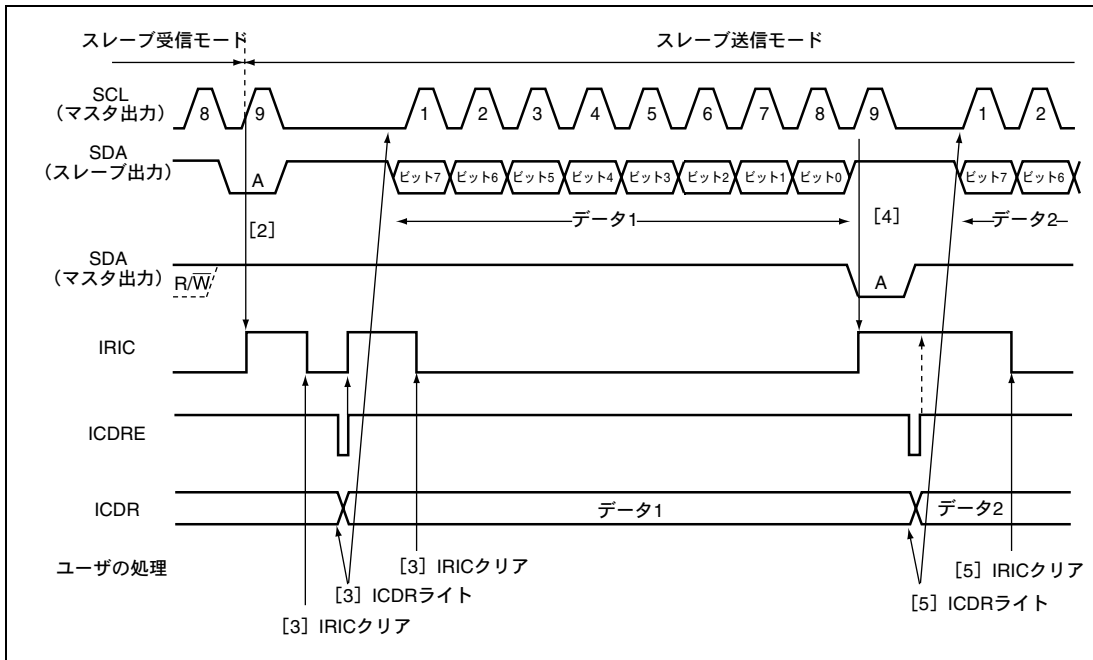 スレーブ受信モード
スレーブ送信モード
SCL
(マスタ出力)
8 9 1 2 3 4 5 6 7 8 9 1 2
SDA
(スレーブ出力)
A ビット7 ビット6 ビット5 ビット4 ビット3 ビット2 ビット1 ビット0 ビット7 ビット6
[2]
データ1
[4]
データ2
SDA
(マスタ出力)
R/W̅
A
IRIC
ICDRE
ICDR
データ1
データ2
ユーザの処理
[3] IRICクリア
[5] IRICクリア
[3] ICDRライト
[5] ICDRライト
[3] IRICクリア